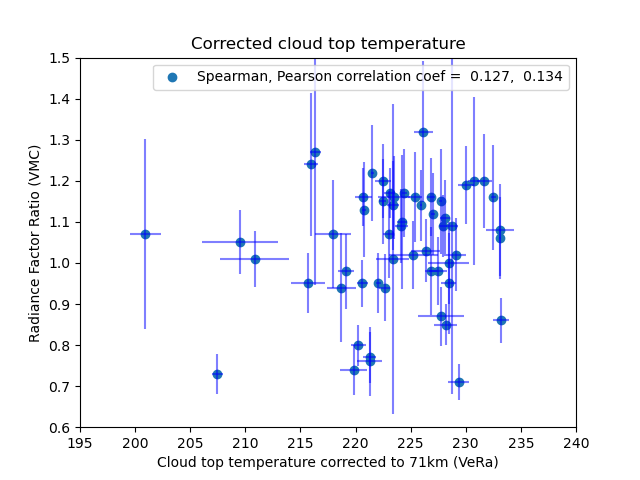 Corrected cloud top temperature
Spearman, Pearson correlation coef = 0.127, 0.134
Radiance Factor Ratio (VMC)
1.5
1.4
1.3
1.2
1.1
1.0
0.9
0.8
0.7
0.6
195 200 205 210 215 220 225 230 235 240
Cloud top temperature corrected to 71km (VeRa)